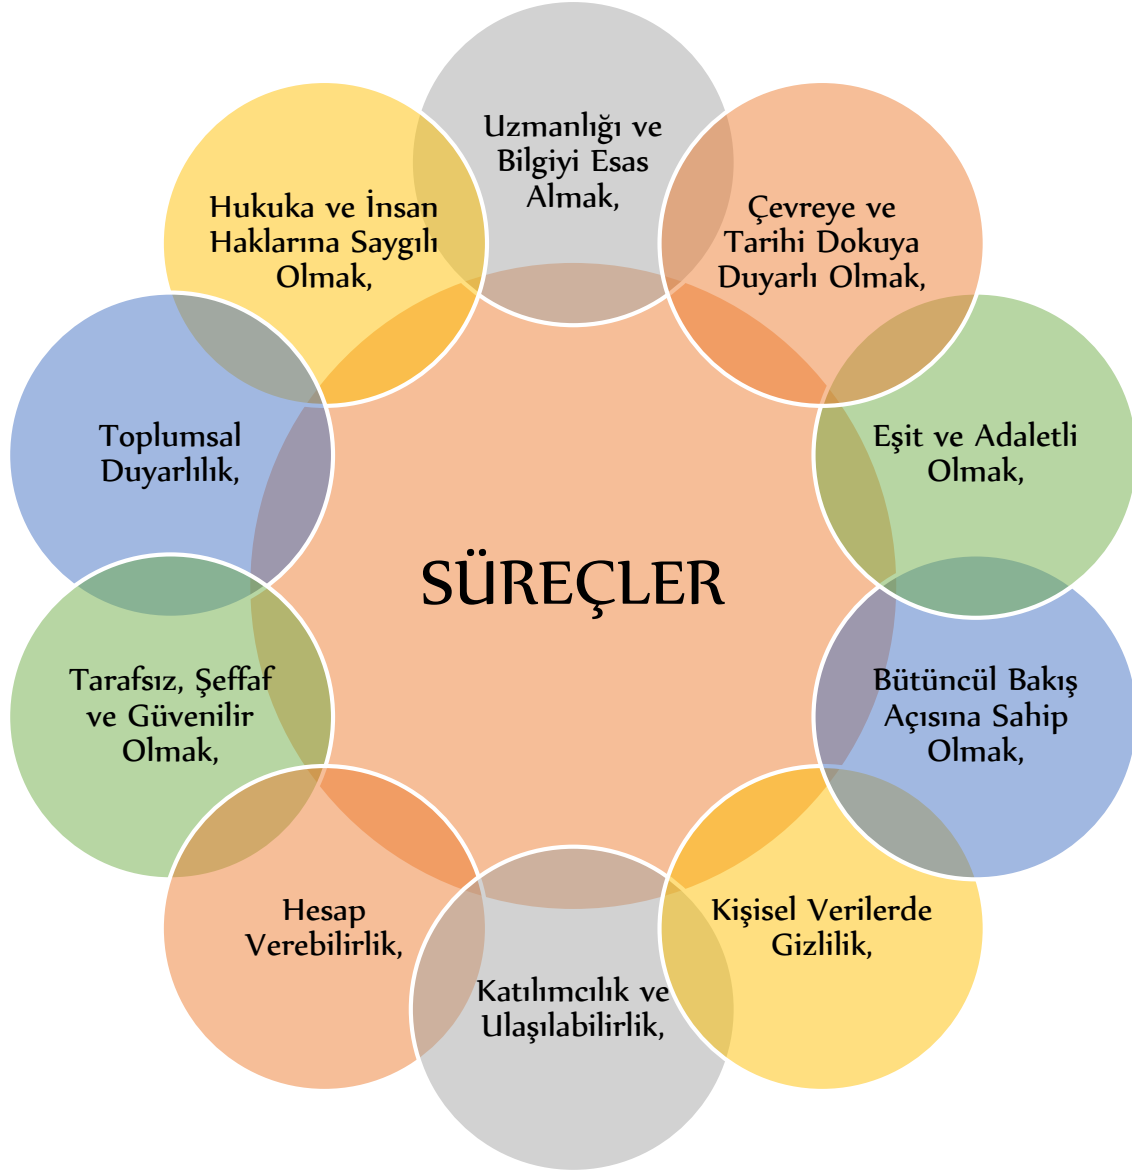 Uzmanlığı ve
Bilgiyi Esas
Almak,
Çevreye ve
Tarihi Dokuya
Duyarlı Olmak,
Eşit ve Adaletli
Olmak,
Bütüncül Bakış
Açısına Sahip
Olmak,
Kişisel Verilerde
Gizlilik,
Katılımcılık ve
Ulaşılabilirlik,
Hesap
Verebilirlik,
Tarafsız, Şeffaf
ve Güvenilir
Olmak,
Toplumsal
Duyarlılık,
Hukuka ve İnsan
Haklarına Saygılı
Olmak,
SÜREÇLER